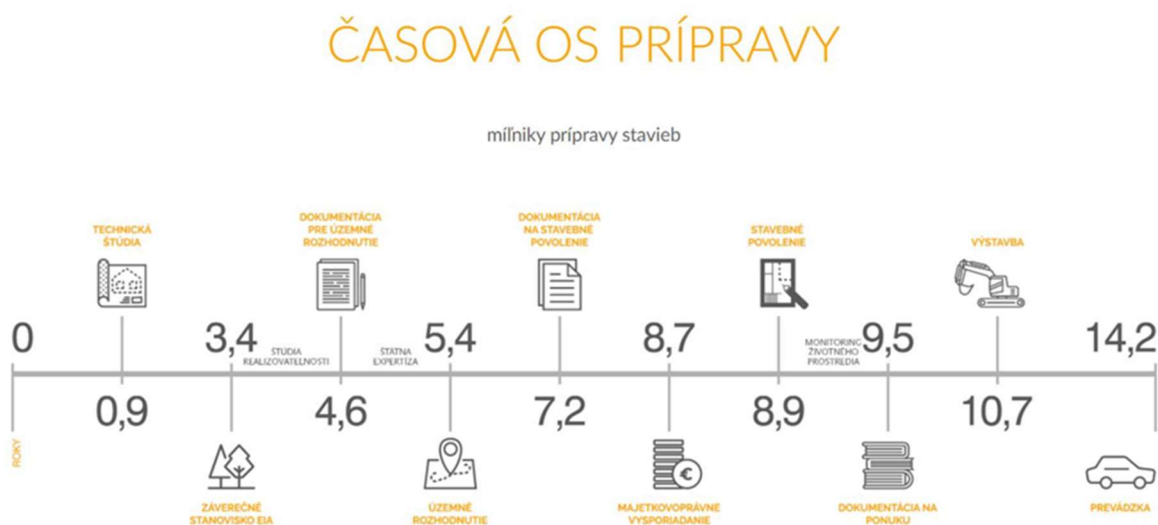 ČASOVÁ OS PRÍPRAVY
míľniky prípravy stavieb
TECHNICKÁ
ŠTÚDIA
DOKUMENTÁCIA
PRE ÚZEMNÉ
ROZHODNUTIE
DOKUMENTÁCIA
NA STAVEBNÉ
POVOLENIE
STAVEBNÉ
POVOLENIE
VÝSTAVBA
0
3,4
ŠTÚDIA
REALIZOVATEĽNOSTI
ŠTÁTNA
EXPERTÍZA
5,4
8,7
MONITORING
ŽIVOTNÉHO
PROSTREDIA
9,5
14,2
0,9
4,6
7,2
8,9
10,7
ROKY
€
ZÁVEREČNÉ
STANOVISKO EIA
ÚZEMNÉ
ROZHODNUTIE
MAJETKOVOPRÁVNE
VYSPORIADANIE
DOKUMENTÁCIA NA
PONUKU
PREVÁDZKA